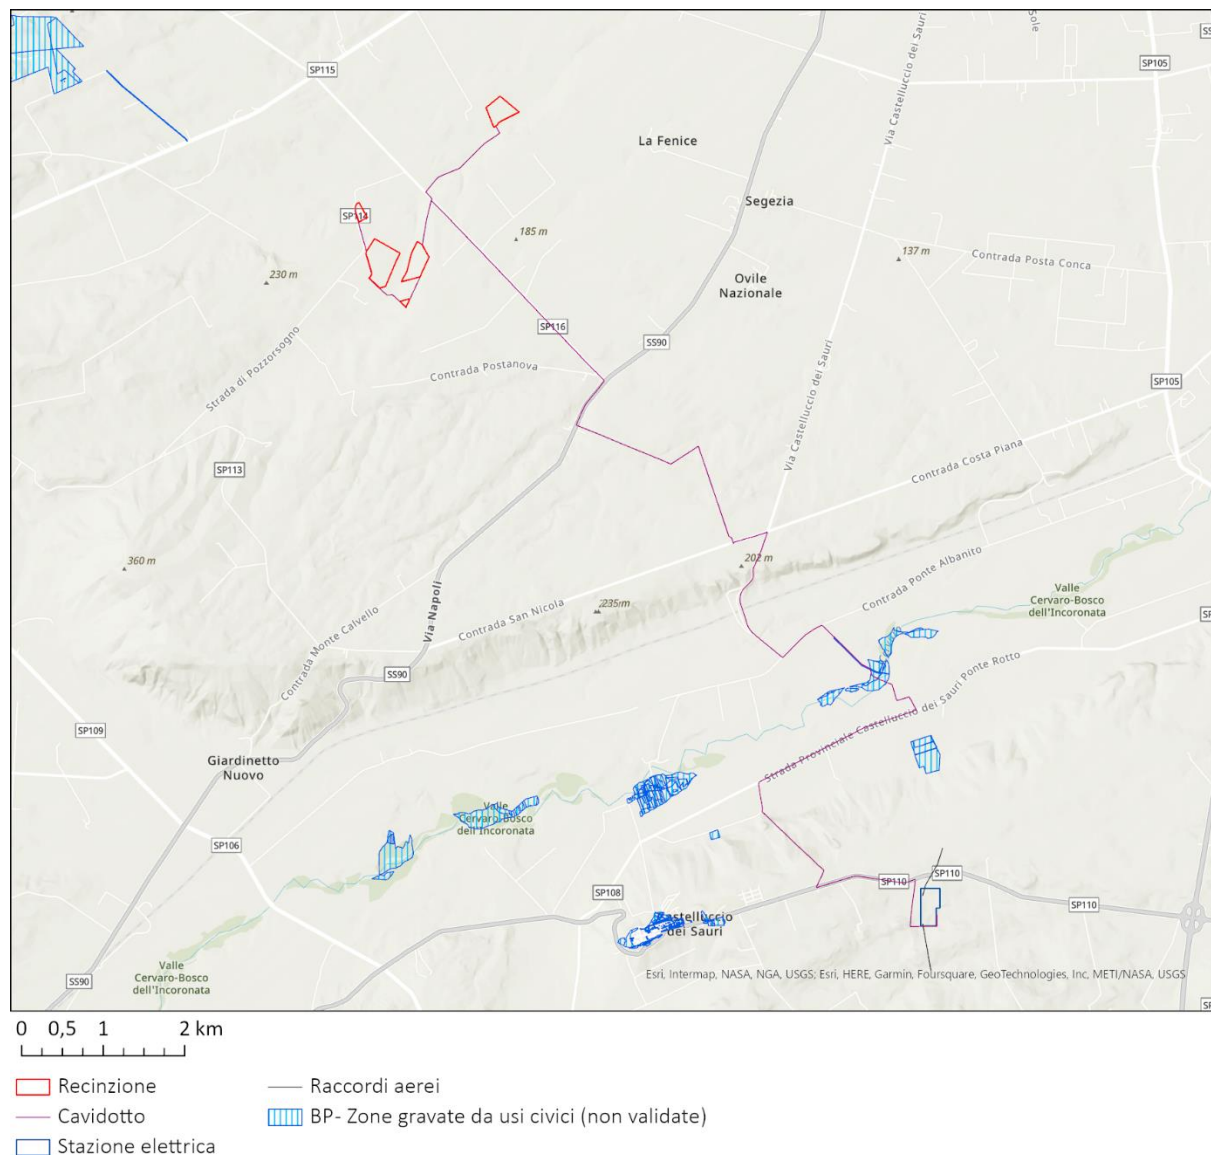 Sole
SS
SP115
Via Castelluccio dei Sauri
SP105
La Fenice
Segezia
SP114
185 m
137 m
Contrada Posta Conca
230 m
Ovile
Nazionale
SP116
SS90
Strada di Pozzorsogno
Contrada Postanova
SP105
Via Castelluccio dei Sauri
Contrada Costa Piana
SP113
360 m
202 m
Contrada Ponte Albanito
Valle
Cervaro-Bosco
dell'Incoronata
235 m
Contrada San Nicola
Via Napoli
Contrada Monte Calvello
SP
SS90
Strada Provinciale Castelluccio dei Sauri Ponte Rotto
SP109
Giardinetto
Nuovo
Valle
Cervaro-Bosco
dell'Incoronata
SP106
SP108
SP110
SP110
SP110
Castelluccio
dei Sauri
Valle
Cervaro-Bosco
dell'Incoronata
SS90
Esri, Intermap, NASA, NGA, USGS; Esri, HERE, Garmin, Foursquare, GeoTechnologies, Inc, METI/NASA, USGS
SP
0 0,5 1 2 km
Recinzione
Cavidotto
Stazione elettrica
Raccordi aerei
BP- Zone gravate da usi civici (non validate)